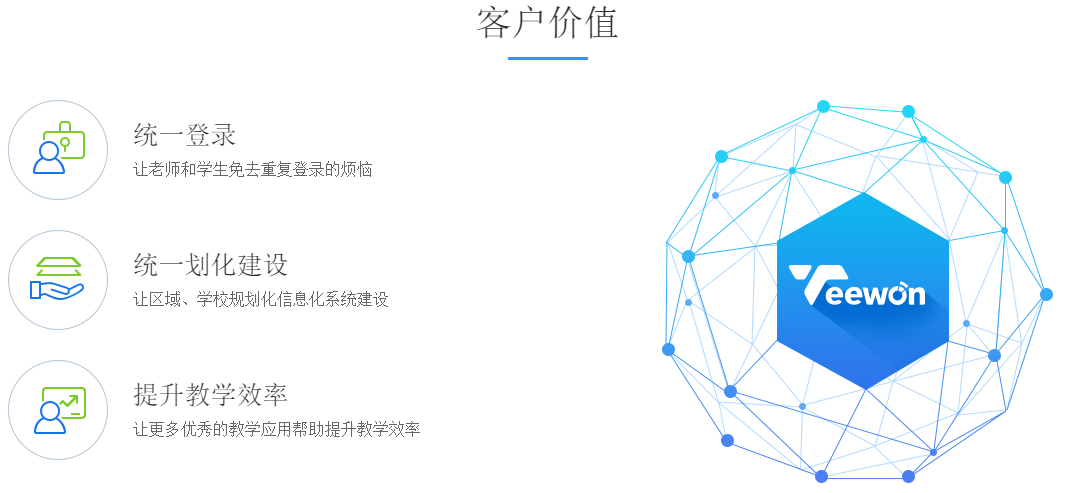 客户价值
统一登录
让老师和学生免去重复登录的烦恼
统一划化建设
让区域、学校规划化信息化系统建设
提升教学效率
让更多优秀的教学应用帮助提升教学效率
Teewon